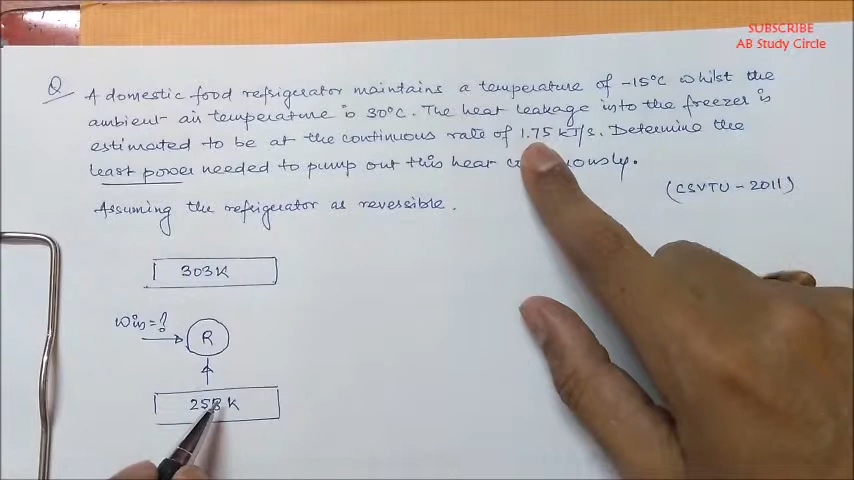 SUBSCRIBE
AB Study Circle
Q A domestic food refrigerator maintains a temperature of -15°C whilst the
ambient air temperature is 30°C. The heat leakage into the freezer is
estimated to be at the continuous rate of 1.75 kJ/s. Determine the
least power needed to pump out this heat
(CSVTU - 2011)
Assuming the refrigerator as reversible.
303K
Win = ?
R
258 K